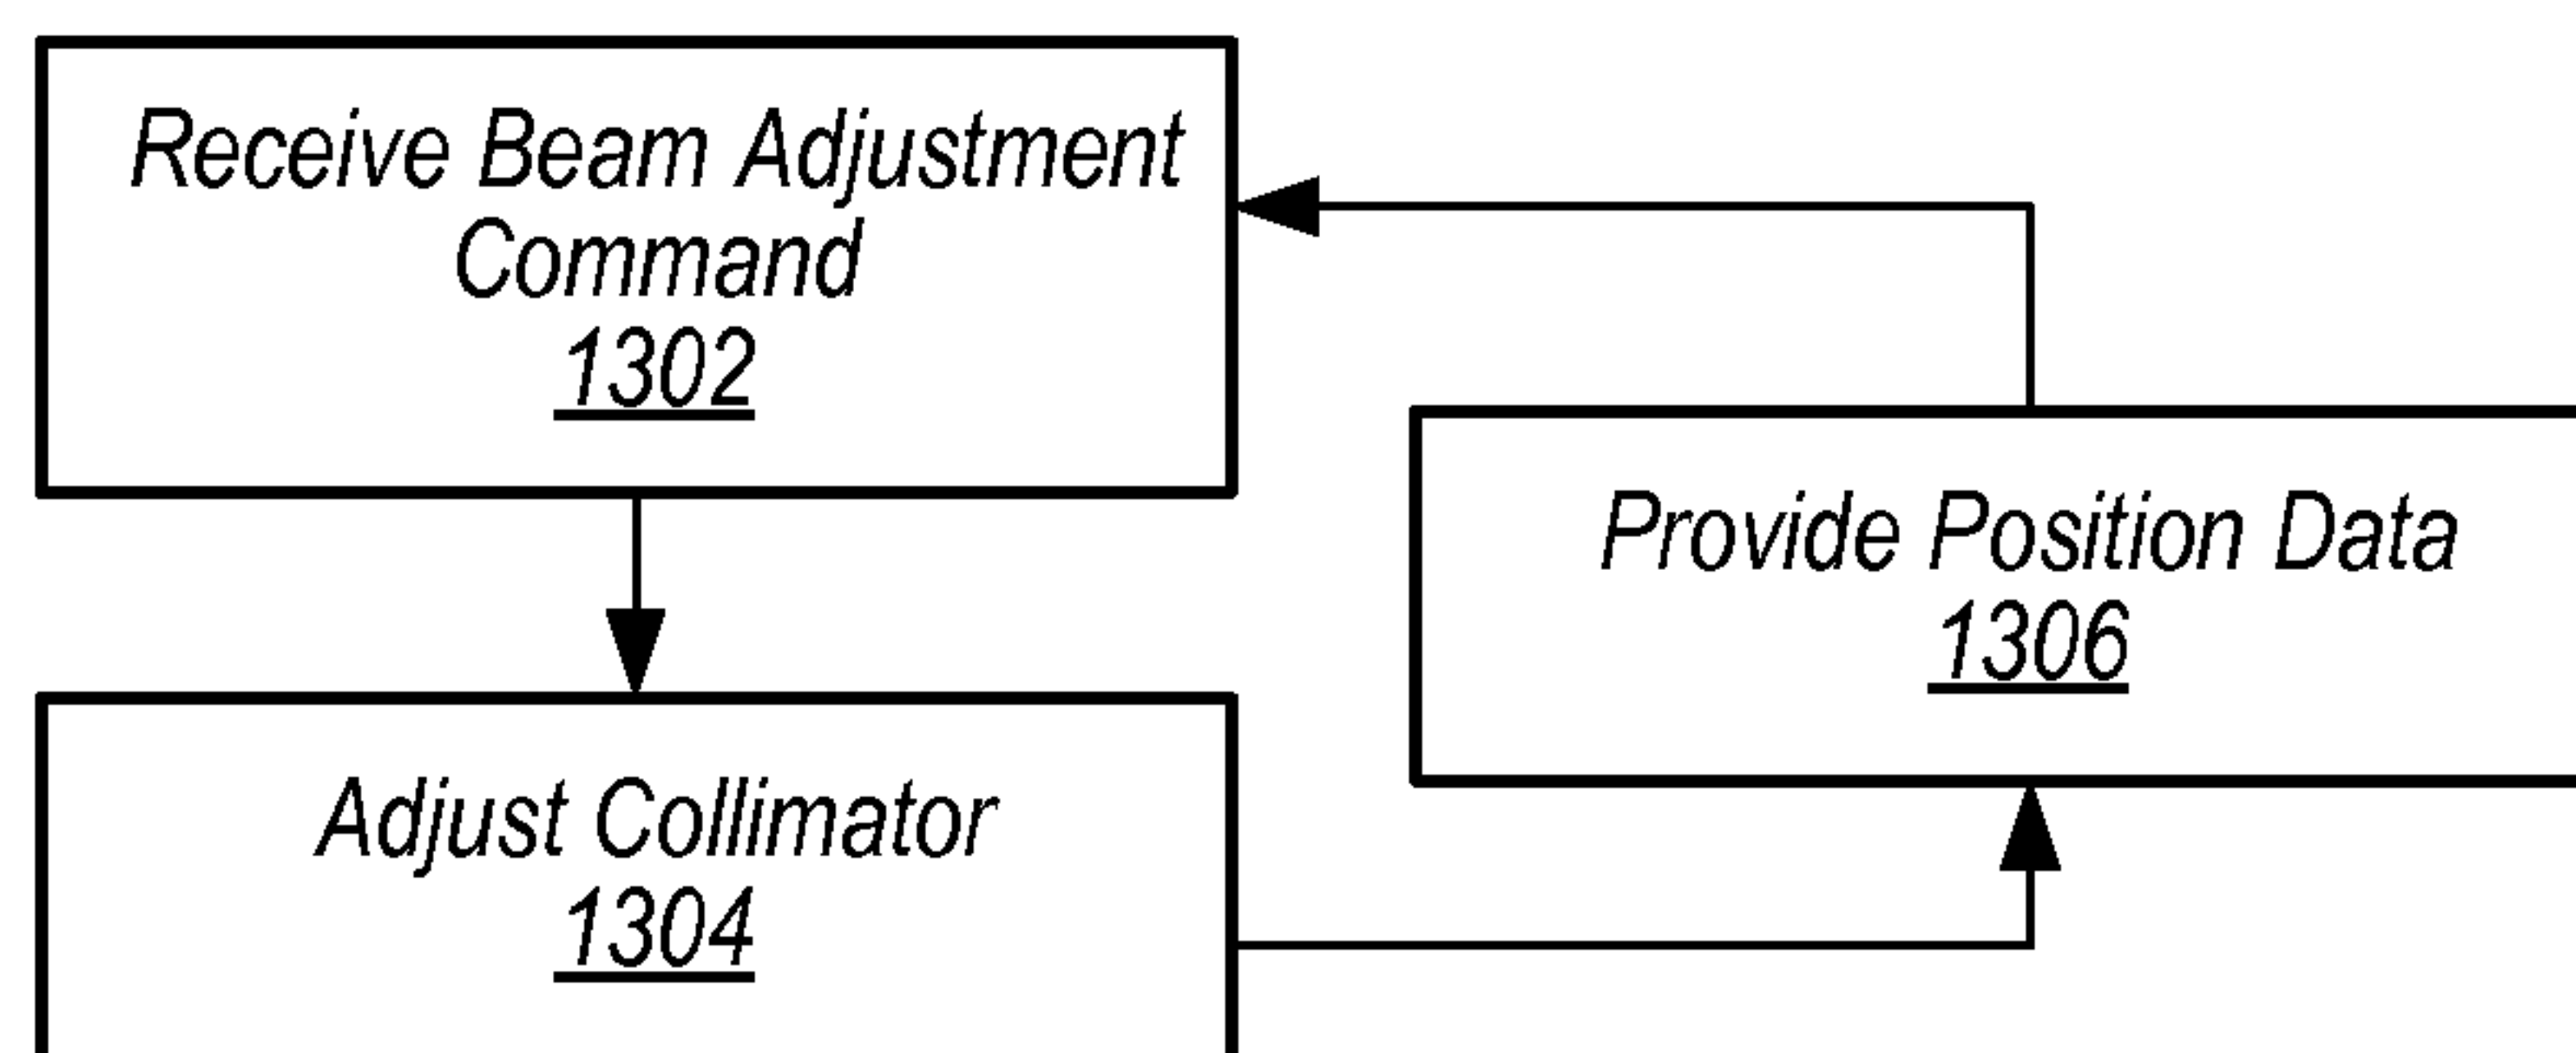 Receive Beam Adjustment
Command
1302
Provide Position Data
1306
Adjust Collimator
1304